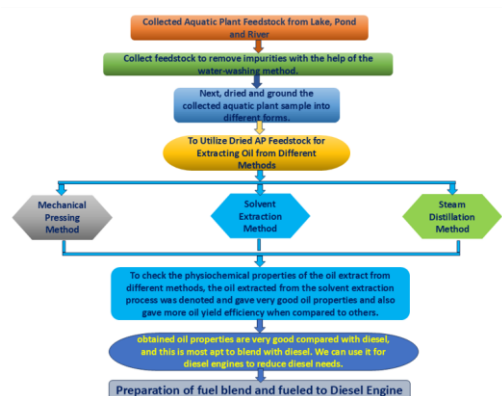 Collected Aquatic Plant Feedstock from Lake, Pond
and River
Collect feedstock to remove impurities with the help of the
water-washing method.
Next, dried and ground the
collected aquatic plant sample into
different forms.
To Utilize Dried AP Feedstock for
Extracting Oil from Different
Methods
Mechanical
Pressing
Method
Solvent
Extraction
Method
Steam
Distillation
Method
To check the physiochemical properties of the oil extract from
different methods, the oil extracted from the solvent extraction
process was denoted and gave very good oil properties and also
gave more oil yield efficiency when compared to others.
obtained oil properties are very good compared with diesel,
and this is most apt to blend with diesel. We can use it for
diesel engines to reduce diesel needs.
Preparation of fuel blend and fueled to Diesel Engine